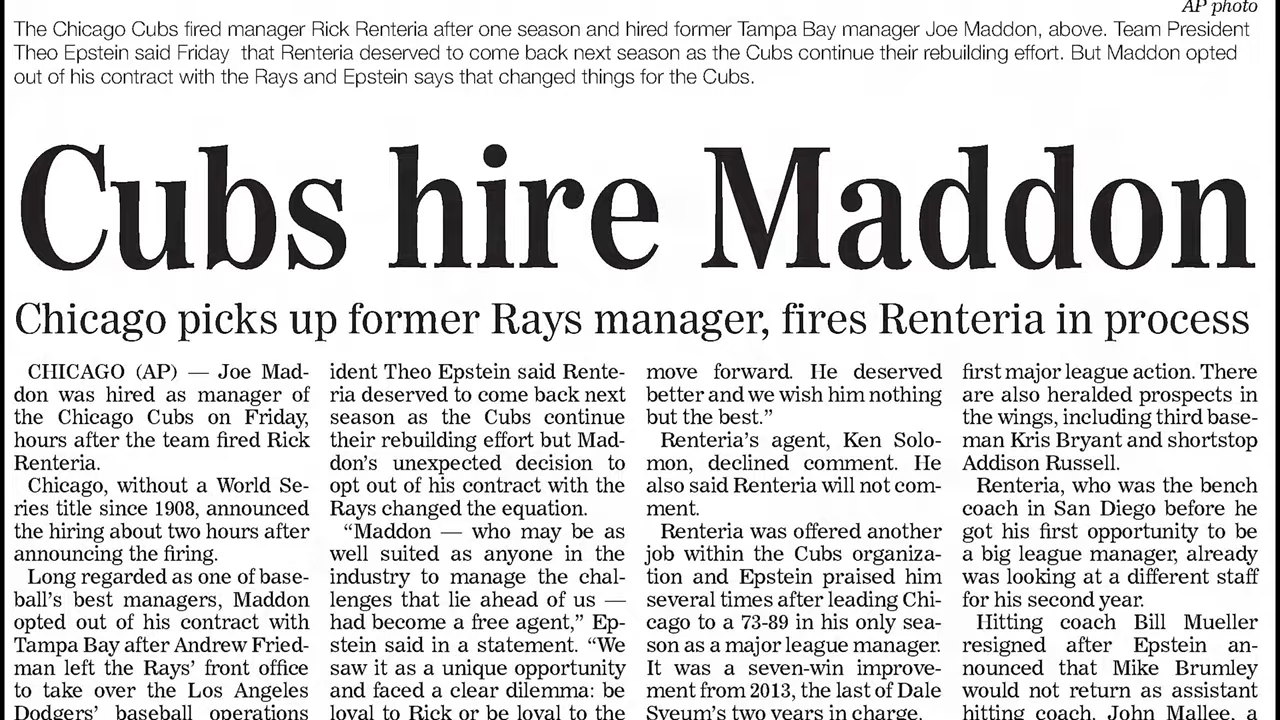 AP photo
The Chicago Cubs fired manager Rick Renteria after one season and hired former Tampa Bay manager Joe Maddon, above. Team President
Theo Epstein said Friday  that Renteria deserved to come back next season as the Cubs continue their rebuilding effort. But Maddon opted
out of his contract with the Rays and Epstein says that changed things for the Cubs.
Cubs hire Maddon
Chicago picks up former Rays manager, fires Renteria in process
CHICAGO (AP) — Joe Mad-
don was hired as manager of
the Chicago Cubs on Friday,
hours after the team fired Rick
Renteria.
Chicago, without a World Se-
ries title since 1908, announced
the hiring about two hours after
announcing the firing.
Long regarded as one of base-
ball’s best managers, Maddon
opted out of his contract with
Tampa Bay after Andrew Fried-
man left the Rays’ front office
to take over the Los Angeles
Dodgers’ baseball operations
ident Theo Epstein said Rente-
ria deserved to come back next
season as the Cubs continue
their rebuilding effort but Mad-
don’s unexpected decision to
opt out of his contract with the
Rays changed the equation.
“Maddon — who may be as
well suited as anyone in the
industry to manage the chal-
lenges that lie ahead of us —
had become a free agent,” Ep-
stein said in a statement. “We
saw it as a unique opportunity
and faced a clear dilemma: be
loyal to Rick or be loyal to the
move forward. He deserved
better and we wish him nothing
but the best.”
Renteria’s agent, Ken Solo-
mon, declined comment. He
also said Renteria will not com-
ment.
Renteria was offered another
job within the Cubs organiza-
tion and Epstein praised him
several times after leading Chi-
cago to a 73-89 in his only sea-
son as a major league manager.
It was a seven-win improve-
ment from 2013, the last of Dale
Sveum’s two years in charge.
first major league action. There
are also heralded prospects in
the wings, including third base-
man Kris Bryant and shortstop
Addison Russell.
Renteria, who was the bench
coach in San Diego before he
got his first opportunity to be
a big league manager, already
was looking at a different staff
for his second year.
Hitting coach Bill Mueller
resigned after Epstein an-
nounced that Mike Brumley
would not return as assistant
hitting coach. John Mallee, a